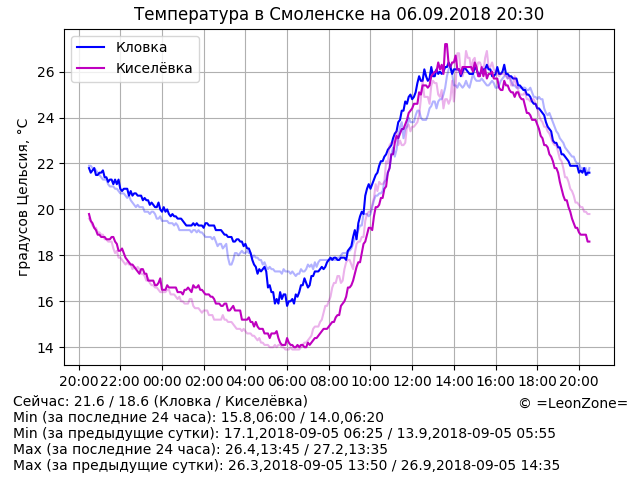 Температура в Смоленске на 06.09.2018 20:30
Кловка
Киселёвка
градусов Цельсия, °C
26
24
22
20
18
16
14
20:00 22:00 00:00 02:00 04:00 06:00 08:00 10:00 12:00 14:00 16:00 18:00 20:00
Сейчас: 21.6 / 18.6 (Кловка / Киселёвка)
© =LeonZone=
Min (за последние 24 часа): 15.8,06:00 / 14.0,06:20
Min (за предыдущие сутки): 17.1,2018-09-05 06:25 / 13.9,2018-09-05 05:55
Max (за последние 24 часа): 26.4,13:45 / 27.2,13:35
Max (за предыдущие сутки): 26.3,2018-09-05 13:50 / 26.9,2018-09-05 14:35